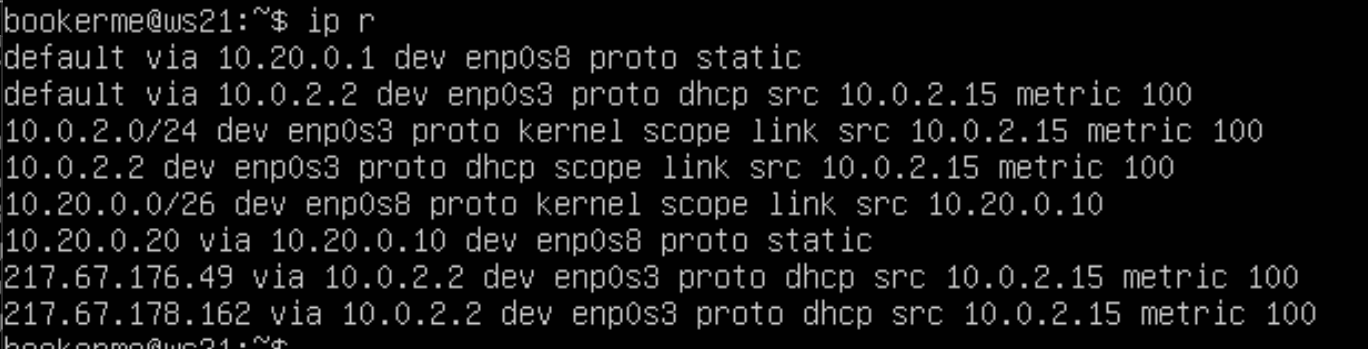 bookerme@ws21:~$ ip r
default via 10.20.0.1 dev enp0s8 proto static
default via 10.0.2.2 dev enp0s3 proto dhcp src 10.0.2.15 metric 100
10.0.2.0/24 dev enp0s3 proto kernel scope link src 10.0.2.15 metric 100
10.0.2.2 dev enp0s3 proto dhcp scope link src 10.0.2.15 metric 100
10.20.0.0/26 dev enp0s8 proto kernel scope link src 10.20.0.10
10.20.0.20 via 10.20.0.10 dev enp0s8 proto static
217.67.176.49 via 10.0.2.2 dev enp0s3 proto dhcp src 10.0.2.15 metric 100
217.67.178.162 via 10.0.2.2 dev enp0s3 proto dhcp src 10.0.2.15 metric 100
bookerme@ws21:~$